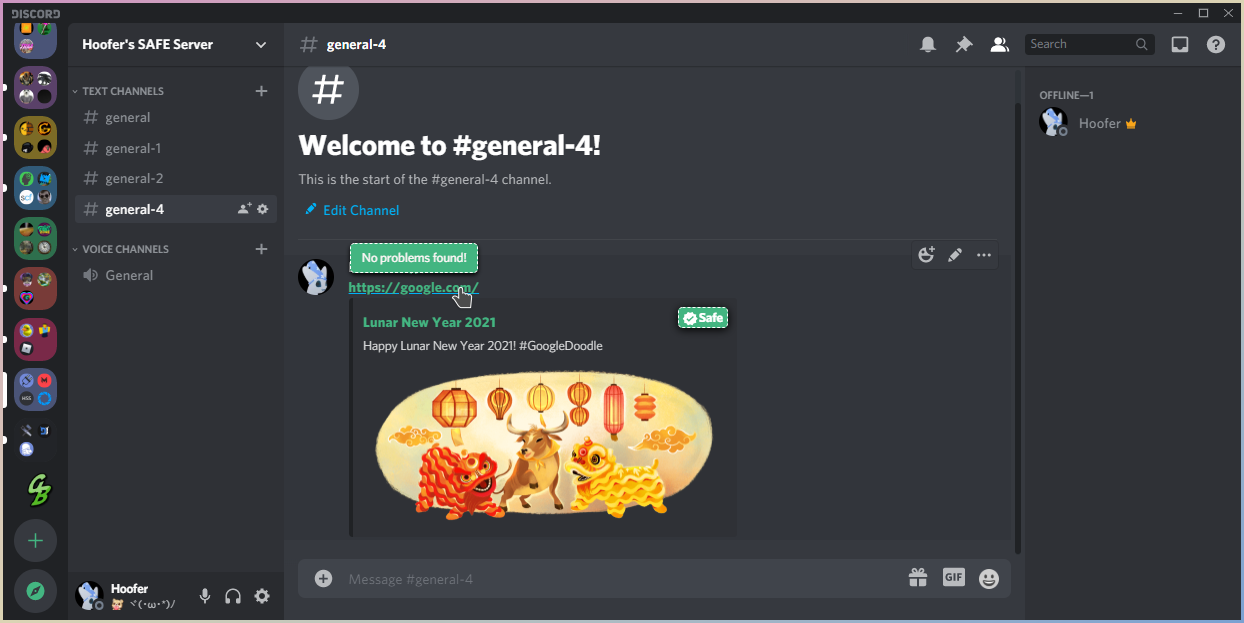 DISCORD
Hoofer's SAFE Server
general-4
Search
TEXT CHANNELS
general
general-1
general-2
general-4
VOICE CHANNELS
General
Welcome to #general-4!
This is the start of the #general-4 channel.
Edit Channel
No problems found!
https://google.com/
Lunar New Year 2021
Safe
Happy Lunar New Year 2021! #GoogleDoodle
OFFLINE—1
Hoofer
Hoofer
ヾ(･ω･*)/
Message #general-4
GIF